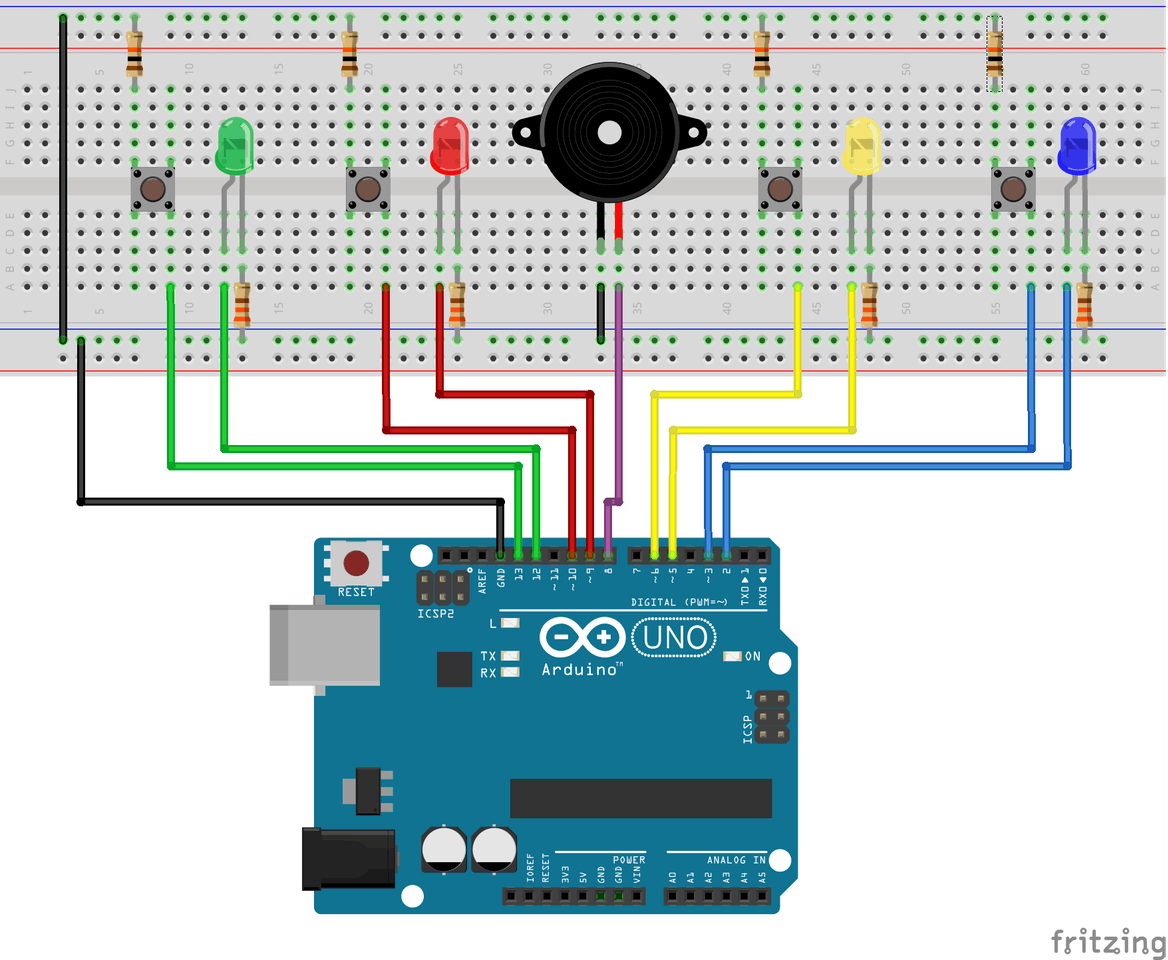 1 5 10 15 20 25 30 35 40 45 50 55 60
J
I
H
G
F
E
D
C
B
A
1 5 10 15 20 25 30 35 40 45 50 55 60
RESET
ICSP2
AREF
GND
13
12
~11
~10
~9
8
7
~6
~5
4
~3
2
TXD▶1
RXD◀0
DIGITAL (PWM=~)
L
TX
RX
Arduino™
UNO
ON
1
ICSP
IOREF
RESET
3V3
5V
GND
GND
VIN
POWER
ANALOG IN
A0
A1
A2
A3
A4
A5
fritzing